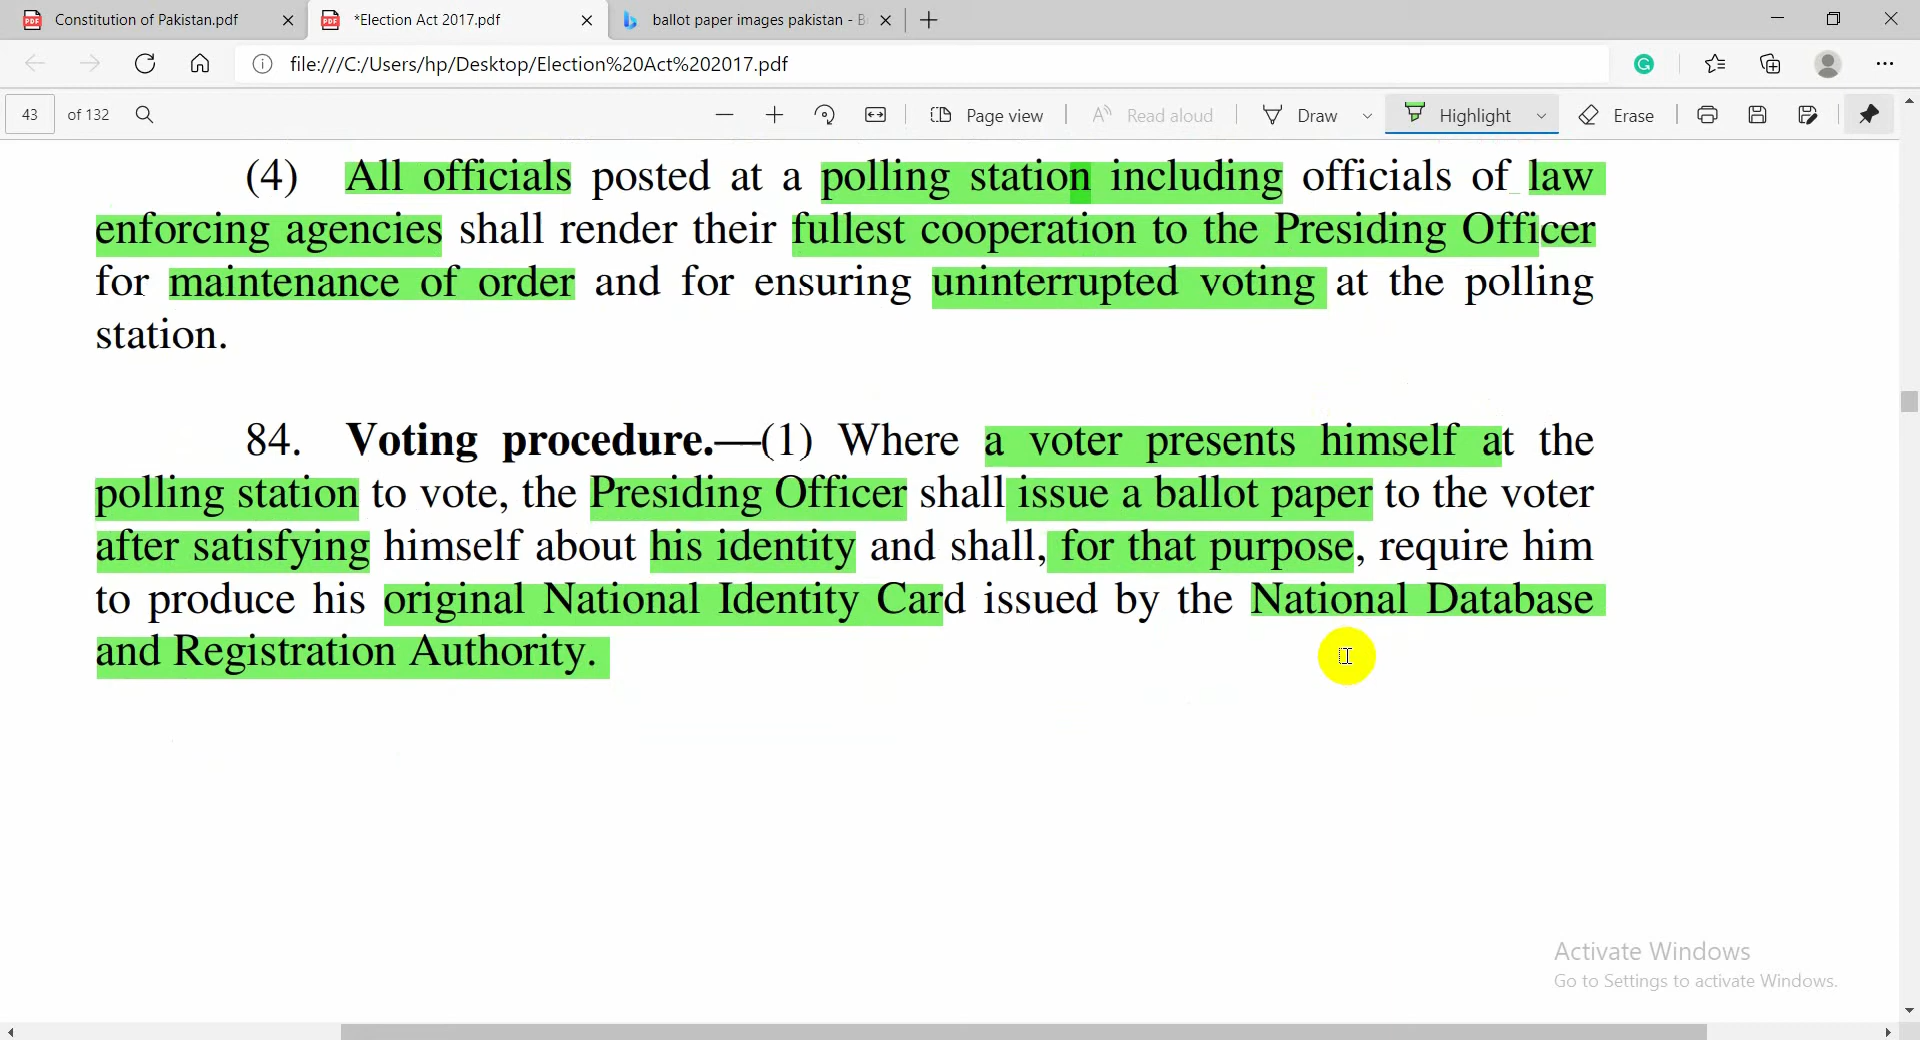 Constitution of Pakistan.pdf
*Election Act 2017.pdf
ballot paper images pakistan - B
file:///C:/Users/hp/Desktop/Election%20Act%202017.pdf
43 of 132
Page view
Read aloud
Draw
Highlight
Erase
(4) All officials posted at a polling station including officials of law
enforcing agencies shall render their fullest cooperation to the Presiding Officer
for maintenance of order and for ensuring uninterrupted voting at the polling
station.
84. Voting procedure.—(1) Where a voter presents himself at the
polling station to vote, the Presiding Officer shall issue a ballot paper to the voter
after satisfying himself about his identity and shall, for that purpose, require him
to produce his original National Identity Card issued by the National Database
and Registration Authority.
Activate Windows
Go to Settings to activate Windows.